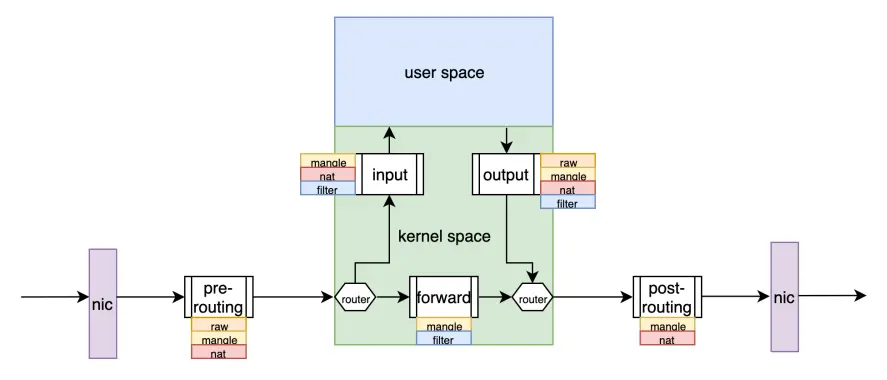 user space
mangle
nat
filter
input
output
raw
mangle
nat
filter
kernel space
nic
pre-
routing
raw
mangle
nat
router
forward
mangle
filter
router
post-
routing
mangle
nat
nic